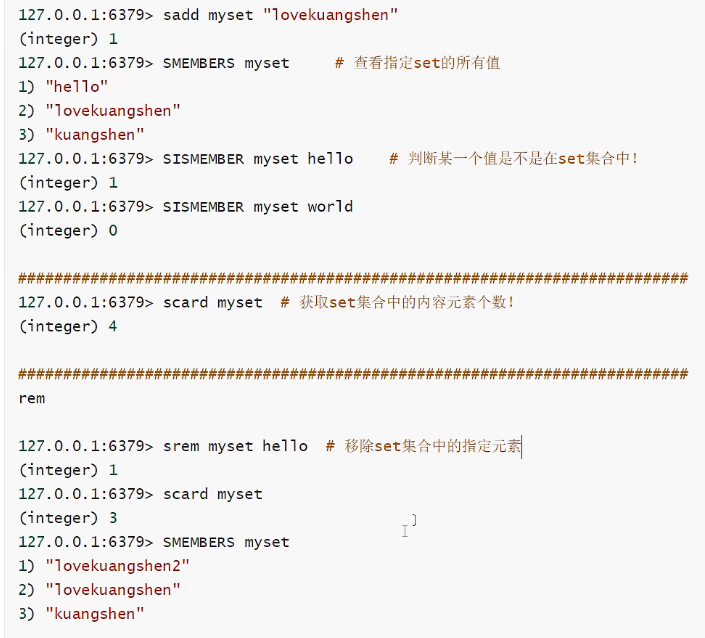 127.0.0.1:6379> sadd myset "lovekuangshen"
(integer) 1
127.0.0.1:6379> SMEMBERS myset     # 查看指定set的所有值
1) "hello"
2) "lovekuangshen"
3) "kuangshen"
127.0.0.1:6379> SISMEMBER myset hello    # 判断某一个值是不是在set集合中！
(integer) 1
127.0.0.1:6379> SISMEMBER myset world
(integer) 0
##########################################################################
127.0.0.1:6379> scard myset  # 获取set集合中的内容元素个数！
(integer) 4
##########################################################################
rem
127.0.0.1:6379> srem myset hello  # 移除set集合中的指定元素
(integer) 1
127.0.0.1:6379> scard myset
(integer) 3
127.0.0.1:6379> SMEMBERS myset
1) "lovekuangshen2"
2) "lovekuangshen"
3) "kuangshen"